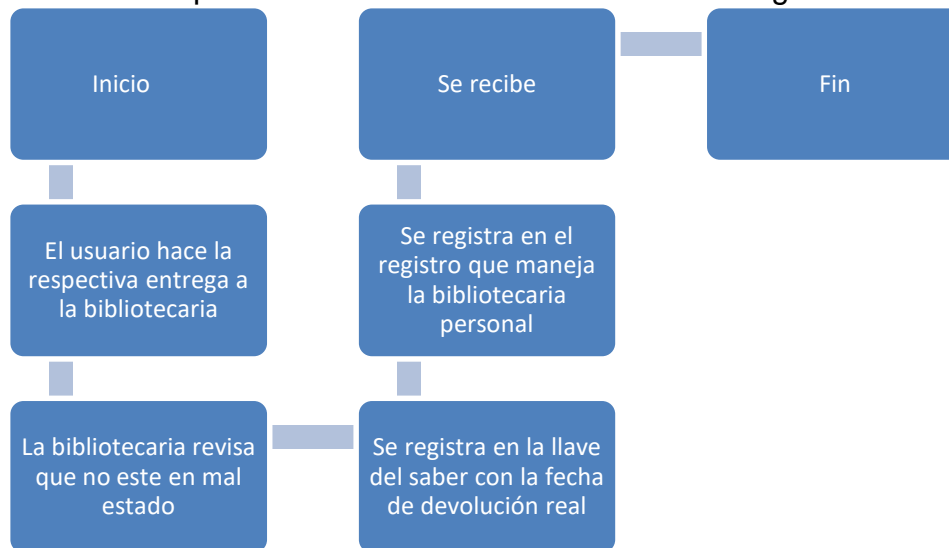 Inicio
El usuario hace la
respectiva entrega a
la bibliotecaria
La bibliotecaria revisa
que no este en mal
estado
Se registra en la llave
del saber con la fecha
de devolución real
Se registra en el
registro que maneja
la bibliotecaria
personal
Se recibe
Fin